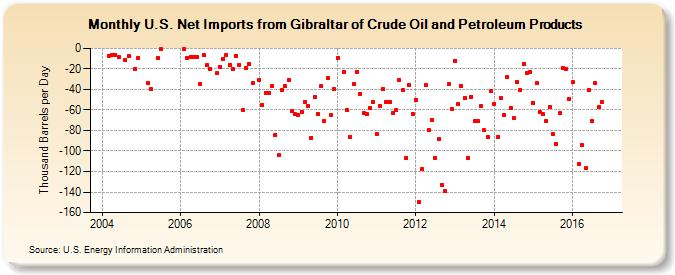 Monthly U.S. Net Imports from Gibraltar of Crude Oil and Petroleum Products
Thousand Barrels per Day
0
-20
-40
-60
-80
-100
-120
-140
-160
2004 2006 2008 2010 2012 2014 2016
Source: U.S. Energy Information Administration